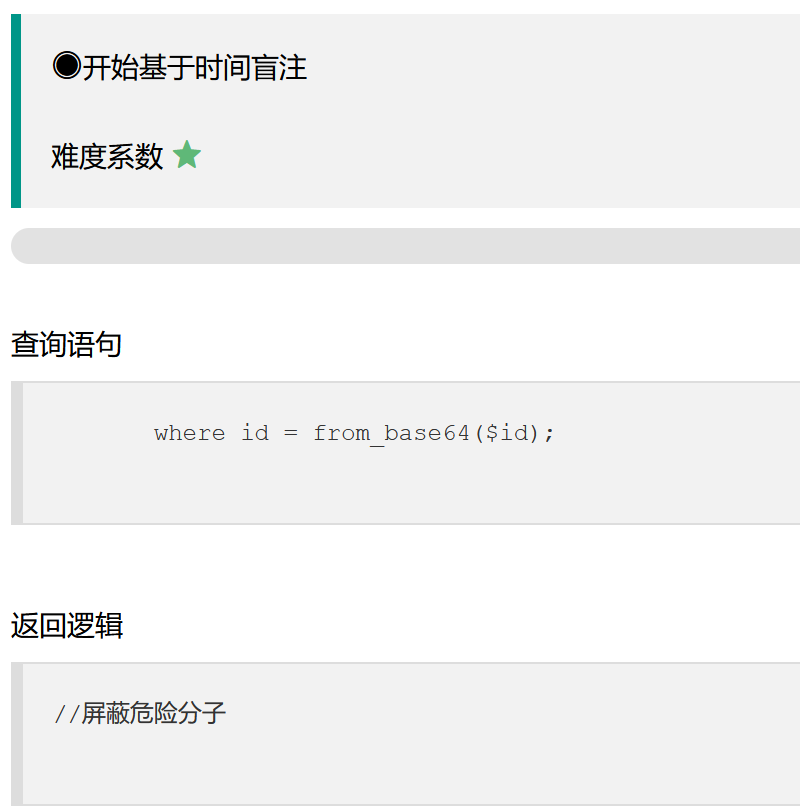 ◉开始基于时间盲注
难度系数 ★
查询语句
where id = from_base64($id);
返回逻辑
//屏蔽危险分子